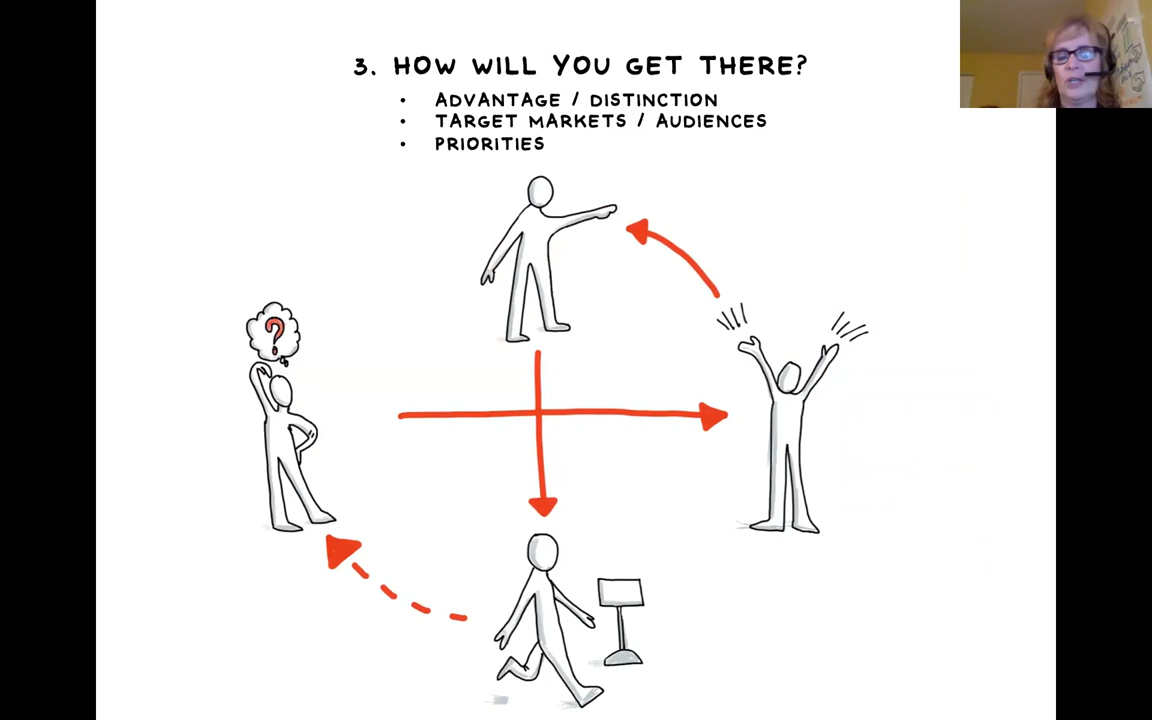 3. HOW WILL YOU GET THERE?
• ADVANTAGE / DISTINCTION
• TARGET MARKETS / AUDIENCES
• PRIORITIES
?